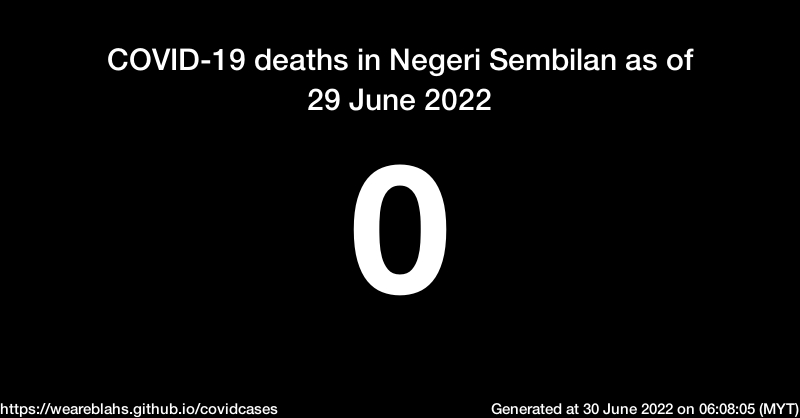 COVID-19 deaths in Negeri Sembilan as of
29 June 2022
0
https://weareblahs.github.io/covidcases
Generated at 30 June 2022 on 06:08:05 (MYT)